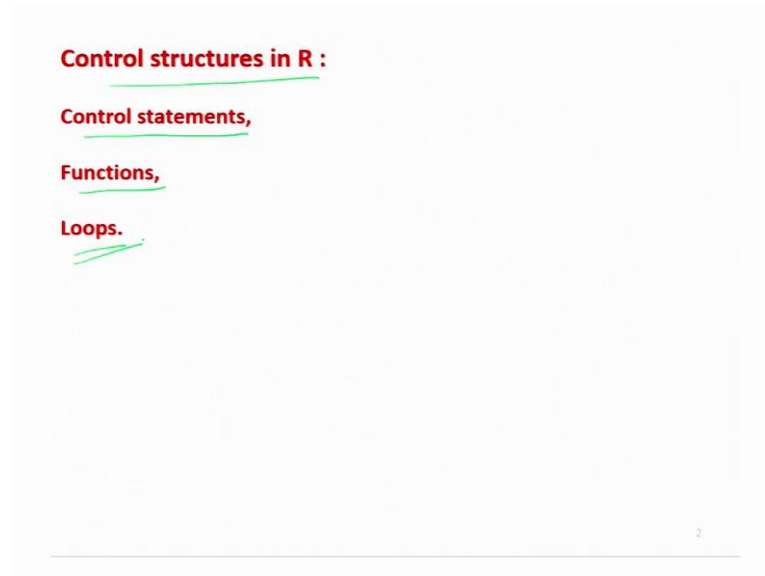 Control structures in R :
Control statements,
Functions,
Loops.
2